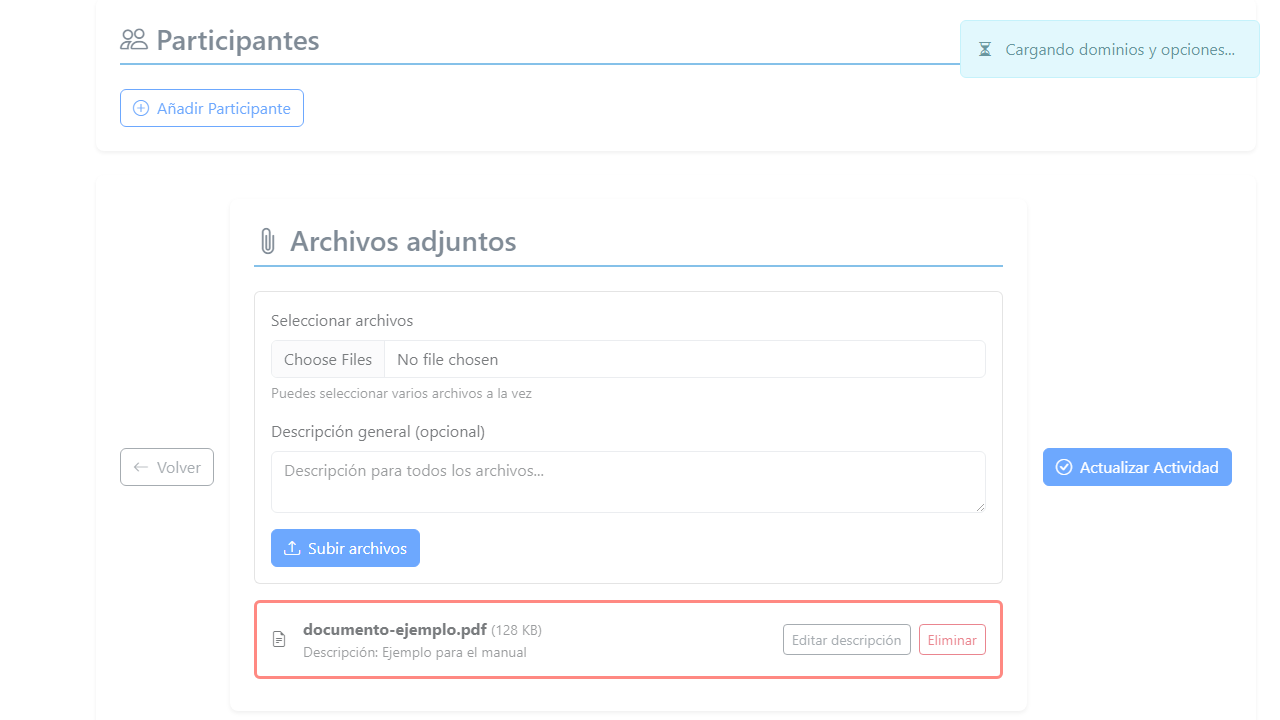 Participantes
Cargando dominios y opciones...
Añadir Participante
Archivos adjuntos
Seleccionar archivos
Choose Files No file chosen
Puedes seleccionar varios archivos a la vez
Descripción general (opcional)
Descripción para todos los archivos...
Volver
Actualizar Actividad
Subir archivos
documento-ejemplo.pdf (128 KB)
Descripción: Ejemplo para el manual
Editar descripción
Eliminar